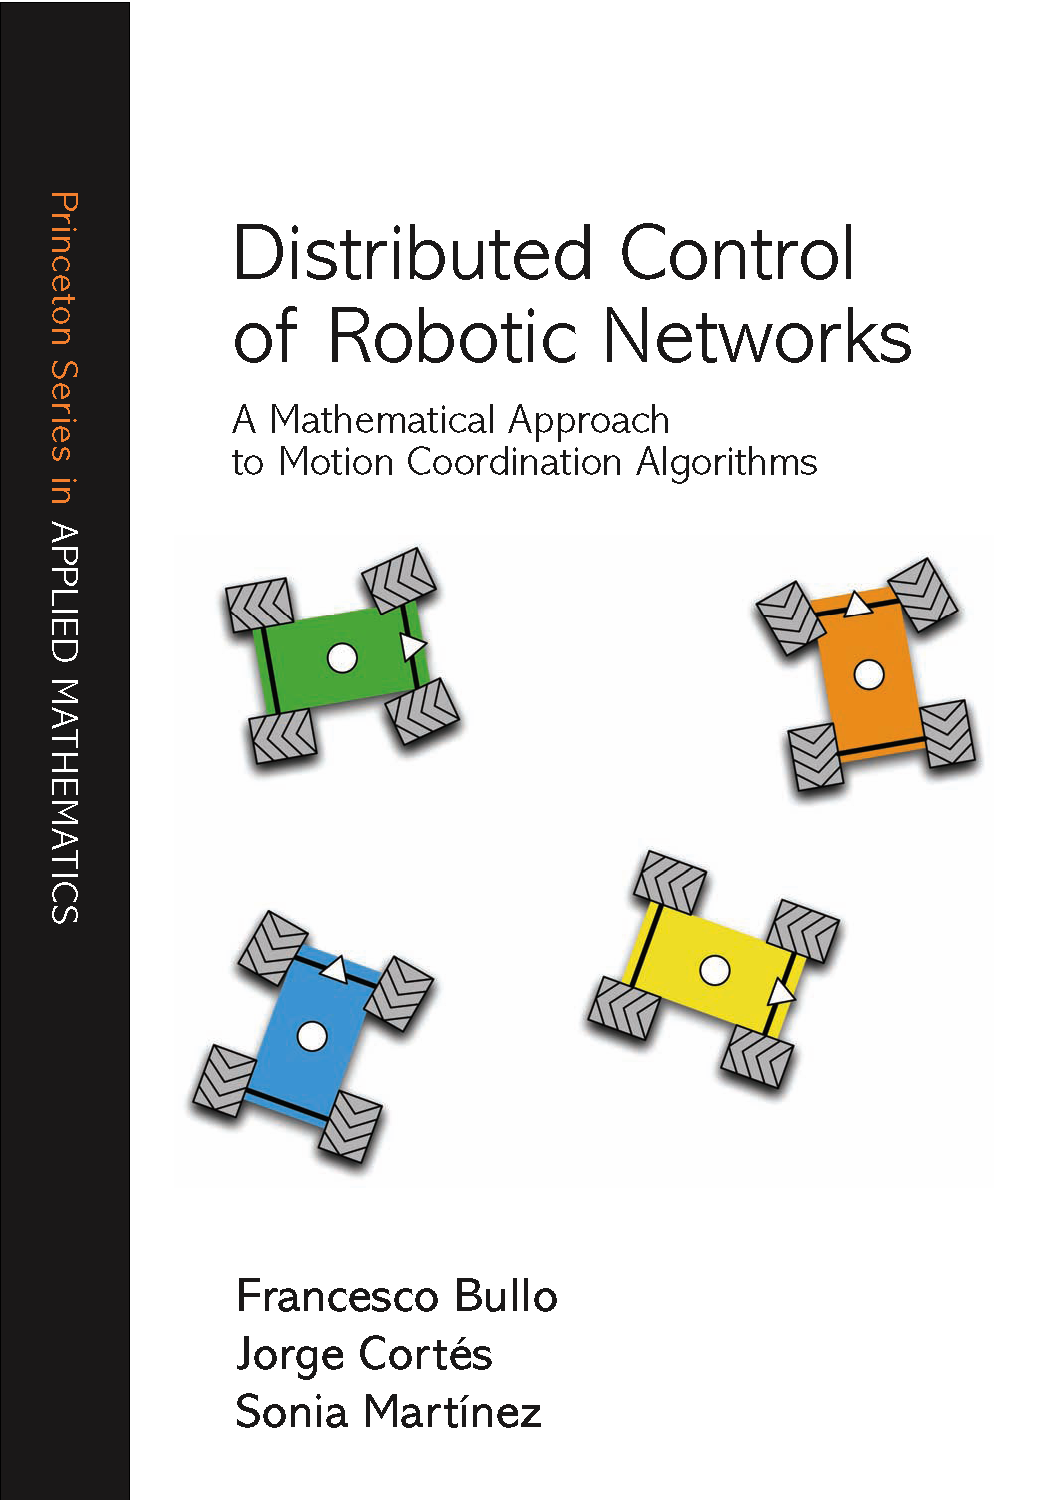 Princeton Series in APPLIED MATHEMATICS
Distributed Control
of Robotic Networks
A Mathematical Approach
to Motion Coordination Algorithms
Francesco Bullo
Jorge Cortés
Sonia Martínez